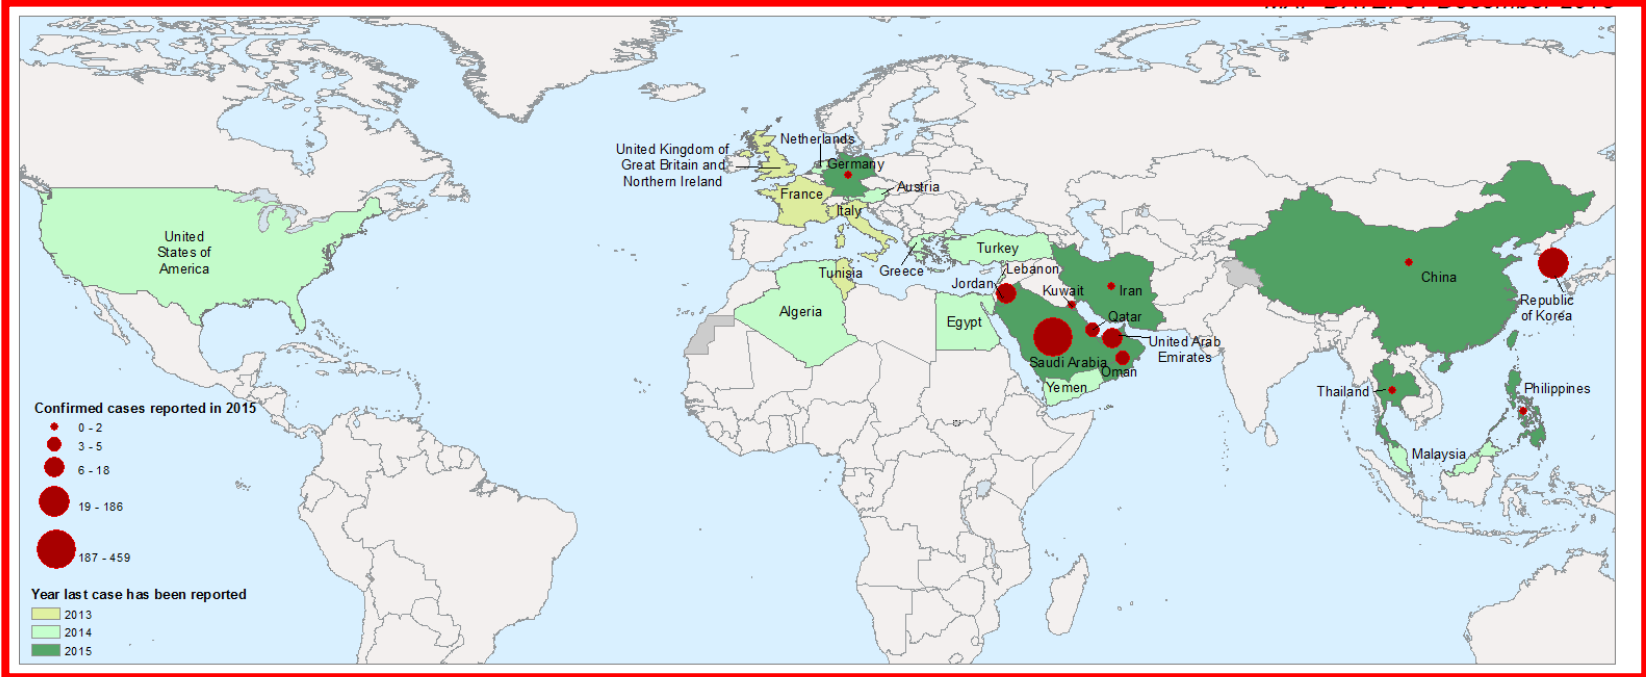 United Kingdom of
Great Britain and
Northern Ireland
Netherlands
Germany
Austria
France
Italy
United
States of
America
Turkey
Tunisia
Greece
Lebanon
Jordan
Kuwait
Iran
China
Algeria
Egypt
Qatar
Republic
of Korea
United Arab
Emirates
Saudi Arabia
Oman
Yemen
Thailand
Philippines
Malaysia
Confirmed cases reported in 2015
0 - 2
3 - 5
6 - 18
19 - 186
187 - 459
Year last case has been reported
2013
2014
2015